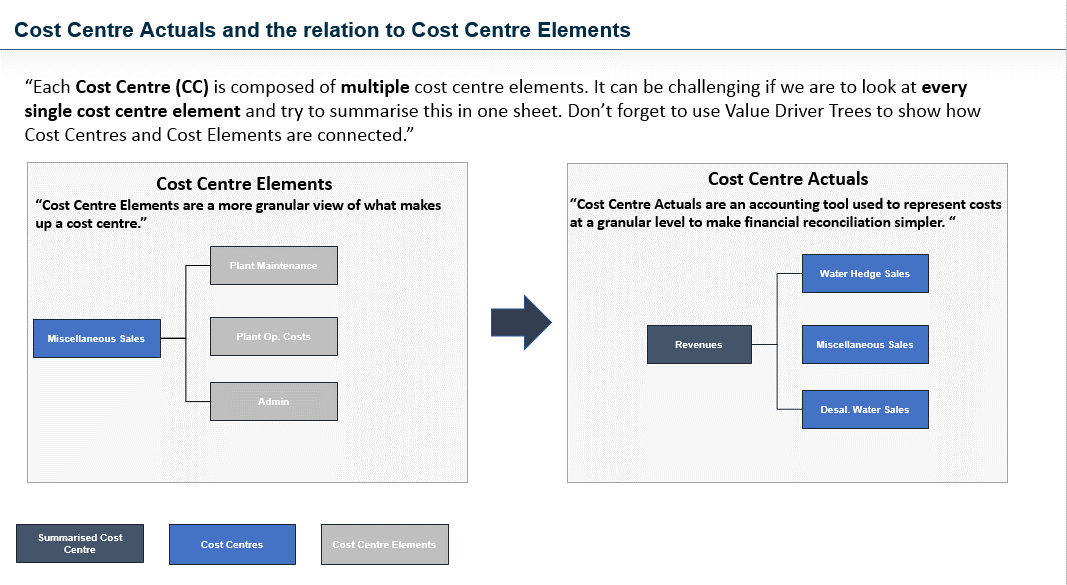 Cost Centre Actuals and the relation to Cost Centre Elements
“Each Cost Centre (CC) is composed of multiple cost centre elements. It can be challenging if we are to look at every
single cost centre element and try to summarise this in one sheet. Don’t forget to use Value Driver Trees to show how
Cost Centres and Cost Elements are connected.”
Cost Centre Elements
“Cost Centre Elements are a more granular view of what makes
up a cost centre.”
Plant Maintenance
Miscellaneous Sales
Plant Op. Costs
Admin
Cost Centre Actuals
“Cost Centre Actuals are an accounting tool used to represent costs
at a granular level to make financial reconciliation simpler. “
Water Hedge Sales
Revenues
Miscellaneous Sales
Desal. Water Sales
Summarised Cost
Centre
Cost Centres
Cost Centre Elements